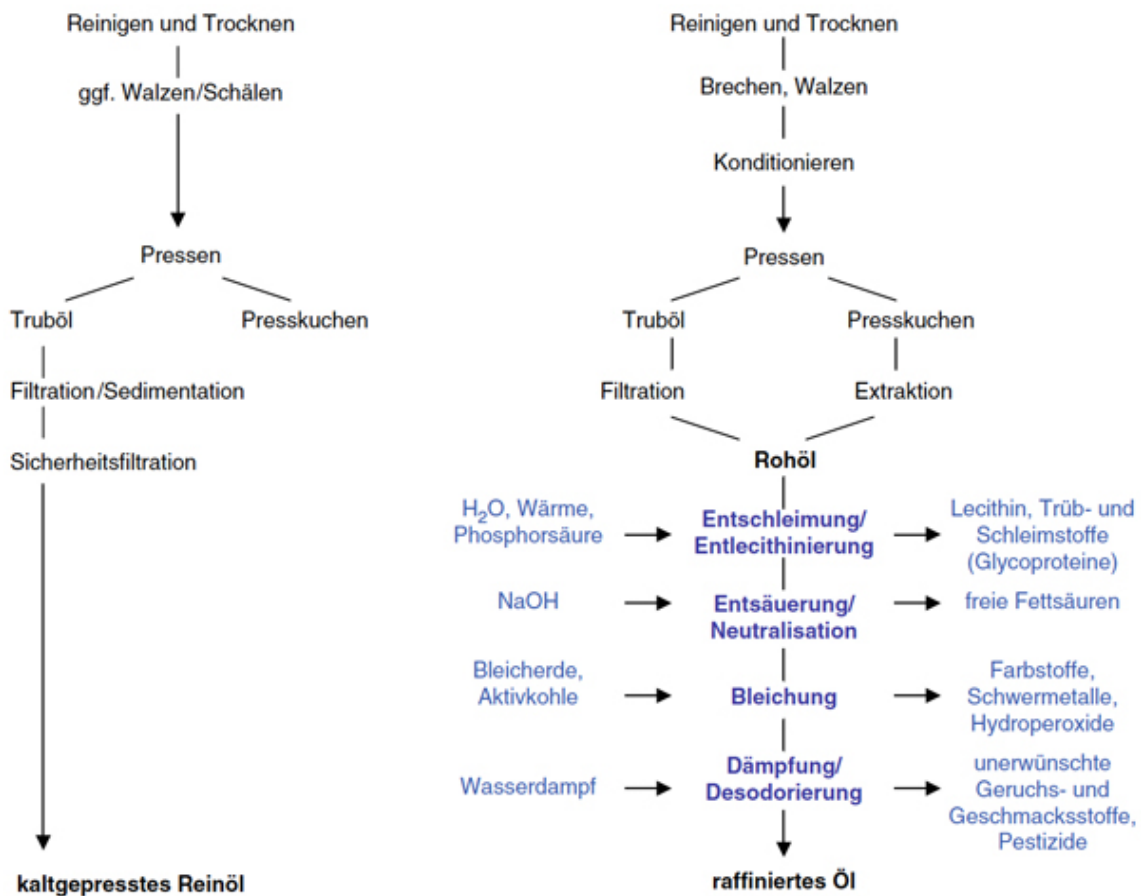 Reinigen und Trocknen
ggf. Walzen/Schälen
Pressen
Truböl
Presskuchen
Filtration/Sedimentation
Sicherheitsfiltration
kaltgepresstes Reinöl
Reinigen und Trocknen
Brechen, Walzen
Konditionieren
Pressen
Truböl
Presskuchen
Filtration
Extraktion
Rohöl
H₂O, Wärme,
Phosphorsäure
Entschleimung/
Entlecithinierung
Lecithin, Trüb- und
Schleimstoffe
(Glycoproteine)
NaOH
Entsäuerung/
Neutralisation
freie Fettsäuren
Bleicherde,
Aktivkohle
Bleichung
Farbstoffe,
Schwermetalle,
Hydroperoxide
Wasserdampf
Dämpfung/
Desodorierung
unerwünschte
Geruchs- und
Geschmacksstoffe,
Pestizide
raffiniertes Öl